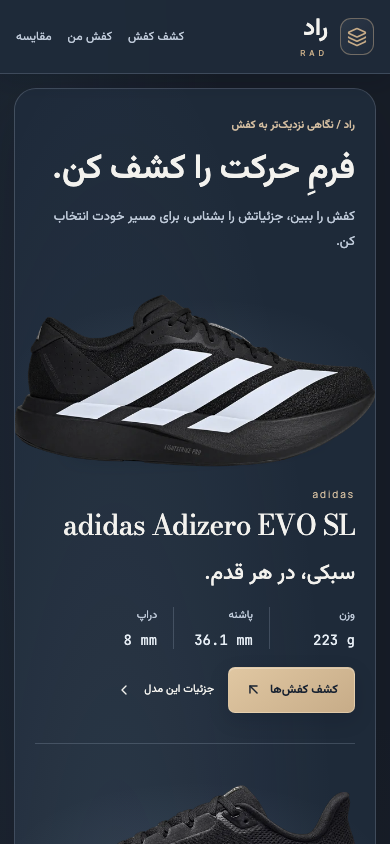 راد
RAD
کشف کفش
کفش من
مقایسه
راد / نگاهی نزدیک‌تر به کفش
فرمِ حرکت را کشف کن.
کفش را ببین، جزئیاتش را بشناس، برای مسیر خودت انتخاب
کن.
adidas
adidas Adizero EVO SL
سبکی، در هر قدم.
وزن
پاشنه
دراپ
223 g
36.1 mm
8 mm
کشف کفش‌ها
جزئیات این مدل